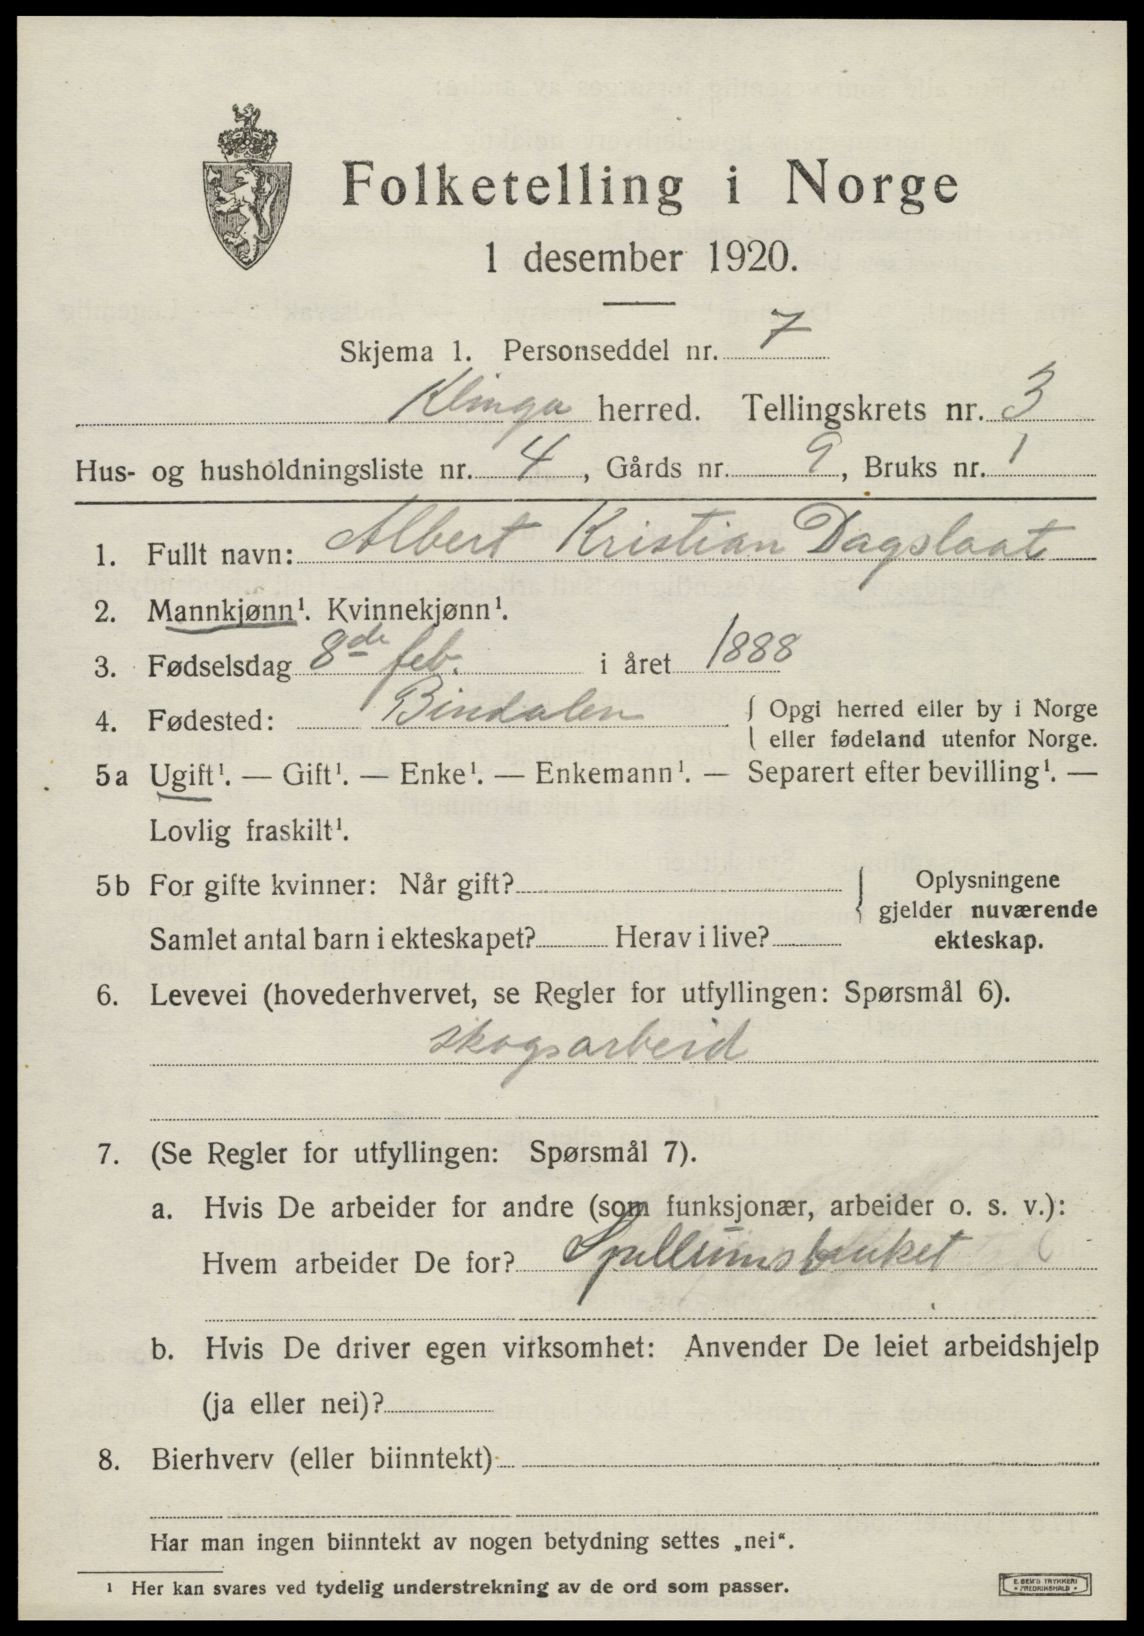 Folketelling i Norge
1 desember 1920.
Skjema 1. Personseddel nr. 7
Klinga herred. Tellingskrets nr. 3
Hus- og husholdningsliste nr. 4, Gårds nr. 9, Bruks nr. 1
1. Fullt navn: Albert Kristian Dagslaat
2. Mannkjønn¹. Kvinnekjønn¹.
3. Fødselsdag 8de feb. i året 1888
4. Fødested: Bindalen { Opgi herred eller by i Norge
eller fødeland utenfor Norge.
5a Ugift¹. — Gift¹. — Enke¹. — Enkemann¹. — Separert efter bevilling¹. —
Lovlig fraskilt¹.
5b For gifte kvinner: Når gift?
Samlet antal barn i ekteskapet? Herav i live?
{ Oplysningene
gjelder nuværende
ekteskap.
6. Levevei (hovederhvervet, se Regler for utfyllingen: Spørsmål 6).
skogsarbeid
7. (Se Regler for utfyllingen: Spørsmål 7).
a. Hvis De arbeider for andre (som funksjonær, arbeider o. s. v.):
Hvem arbeider De for? Spillumsbruket
b. Hvis De driver egen virksomhet: Anvender De leiet arbeidshjelp
(ja eller nei)?
8. Bierhverv (eller biinntekt)
Har man ingen biinntekt av nogen betydning settes „nei“.
¹ Her kan svares ved tydelig understrekning av de ord som passer.
E. SEM'S TRYKKERI
FREDRIKSHALD